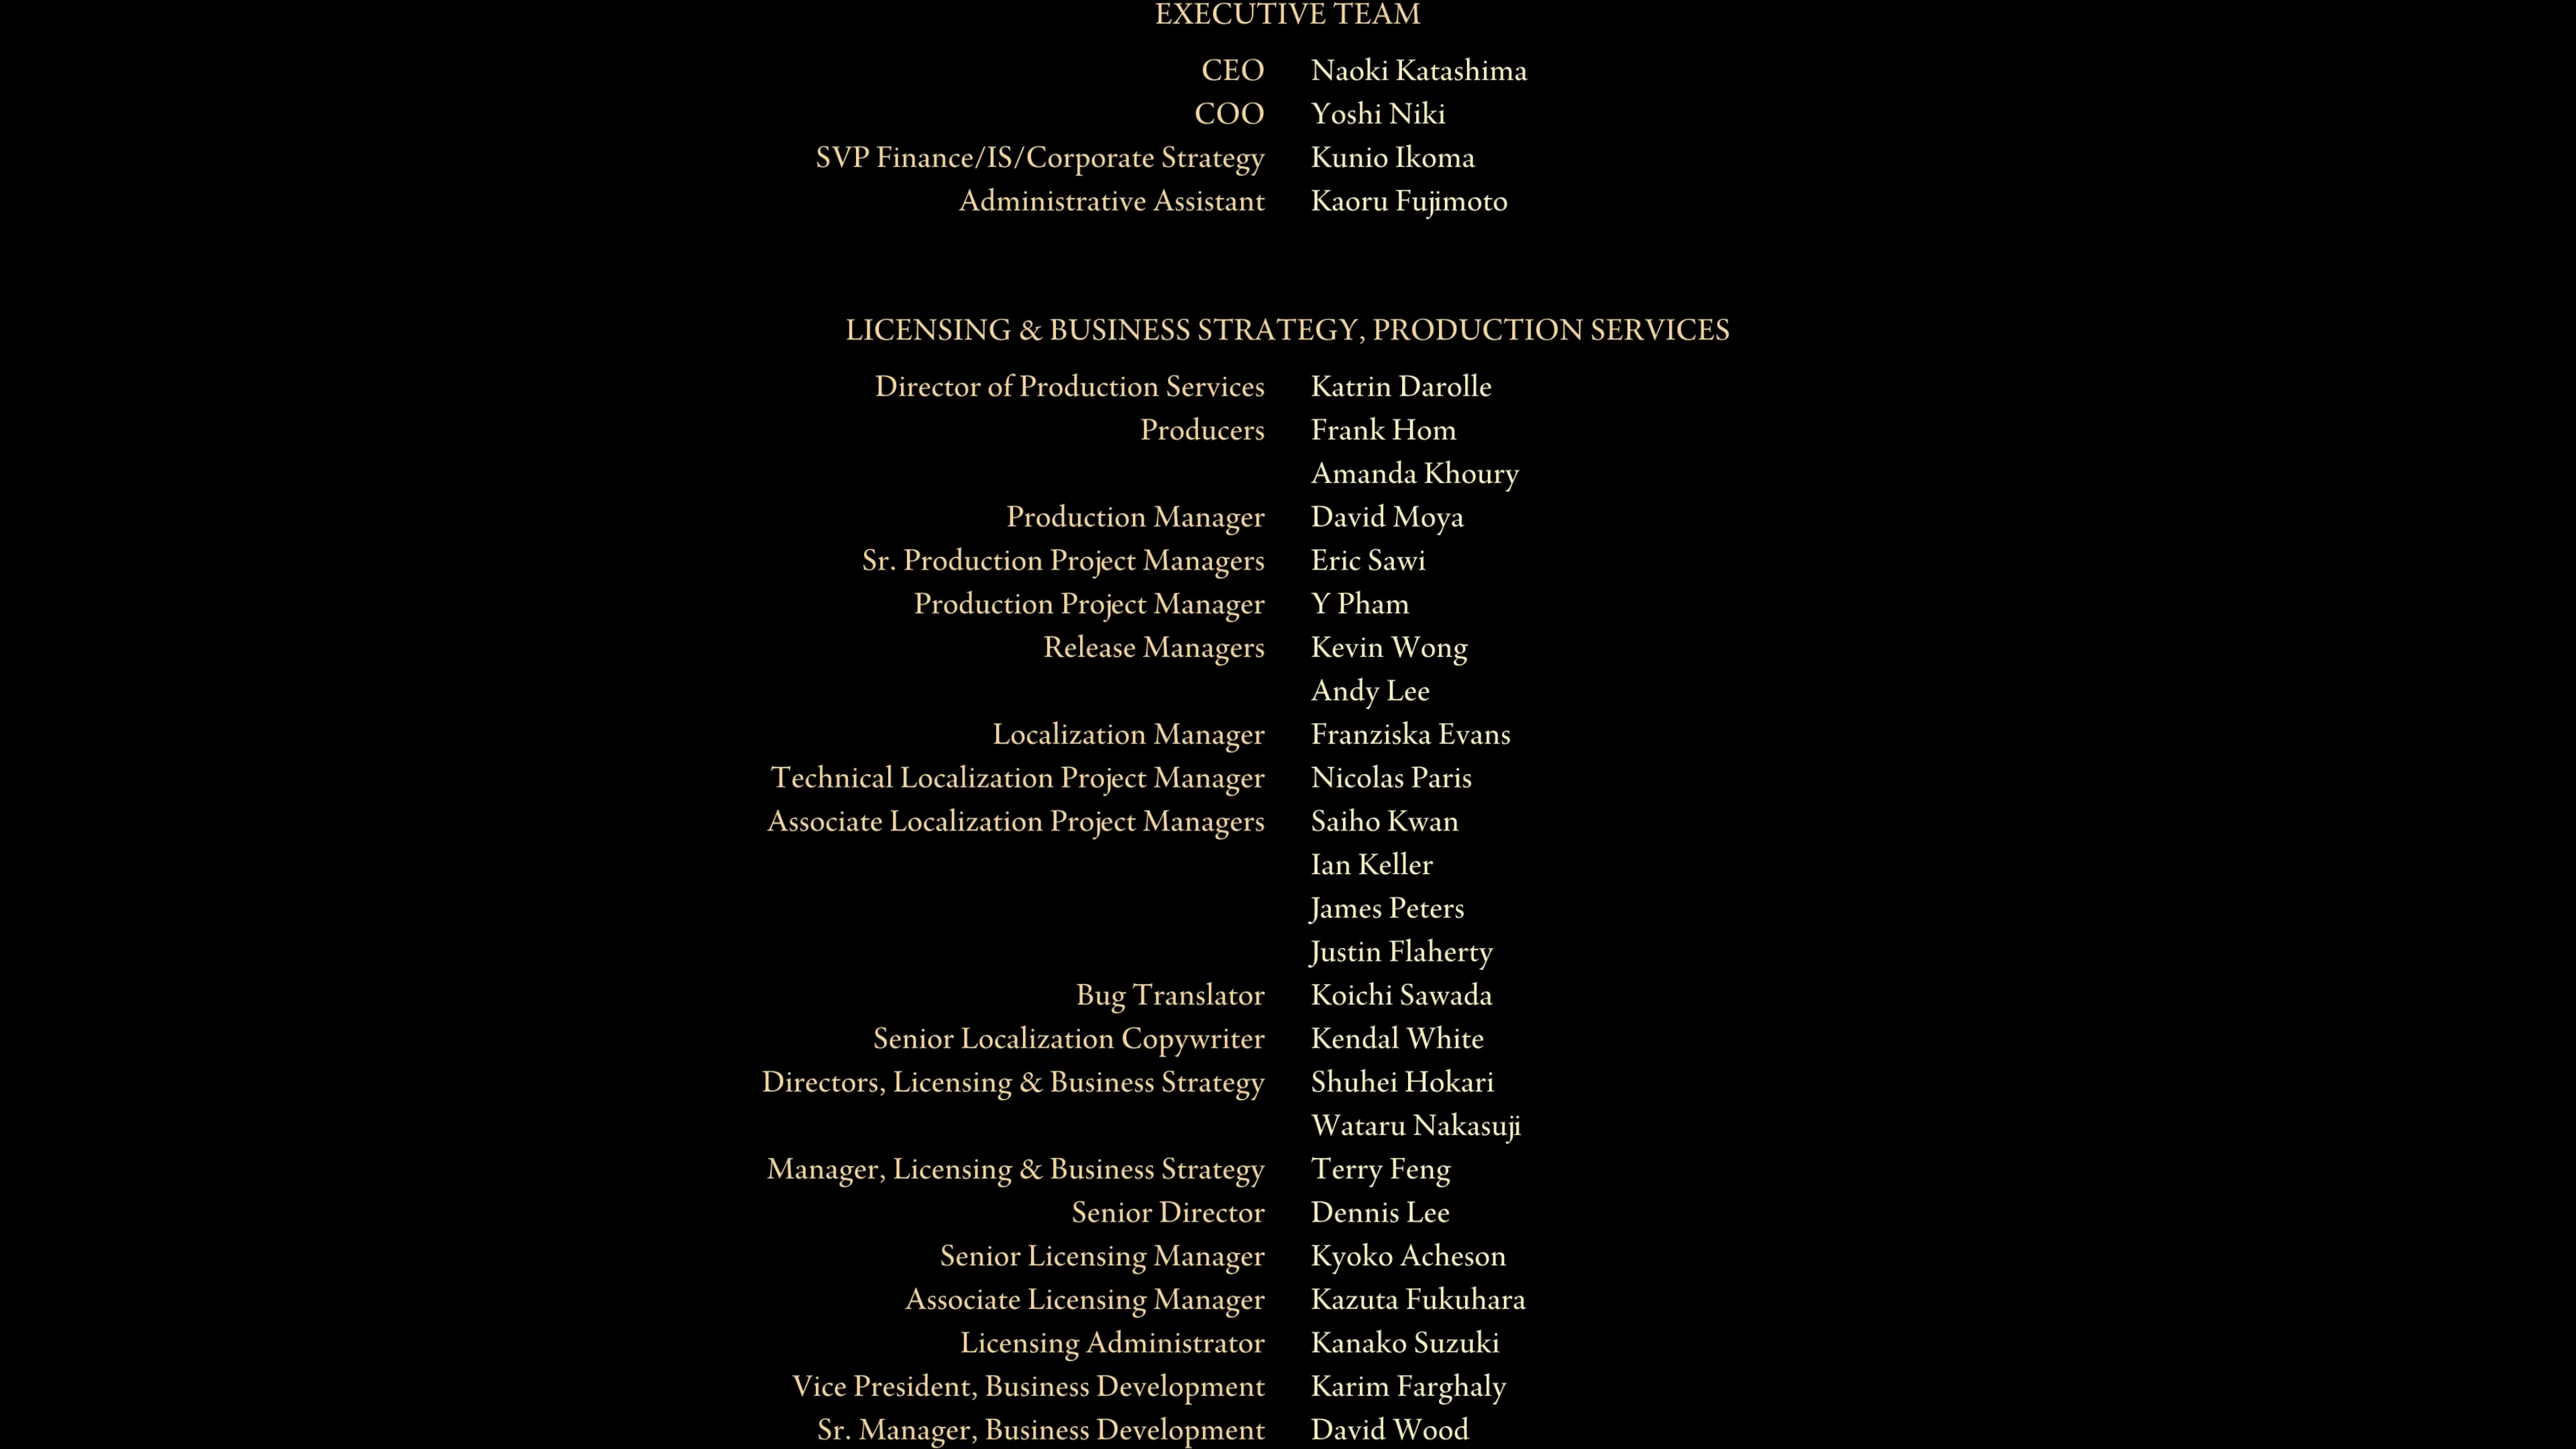 EXECUTIVE TEAM
CEO Naoki Katashima
COO Yoshi Niki
SVP Finance/IS/Corporate Strategy Kunio Ikoma
Administrative Assistant Kaoru Fujimoto
LICENSING & BUSINESS STRATEGY, PRODUCTION SERVICES
Director of Production Services Katrin Darolle
Producers Frank Hom
Amanda Khoury
Production Manager David Moya
Sr. Production Project Managers Eric Sawi
Production Project Manager Y Pham
Release Managers Kevin Wong
Andy Lee
Localization Manager Franziska Evans
Technical Localization Project Manager Nicolas Paris
Associate Localization Project Managers Saiho Kwan
Ian Keller
James Peters
Justin Flaherty
Bug Translator Koichi Sawada
Senior Localization Copywriter Kendal White
Directors, Licensing & Business Strategy Shuhei Hokari
Wataru Nakasuji
Manager, Licensing & Business Strategy Terry Feng
Senior Director Dennis Lee
Senior Licensing Manager Kyoko Acheson
Associate Licensing Manager Kazuta Fukuhara
Licensing Administrator Kanako Suzuki
Vice President, Business Development Karim Farghaly
Sr. Manager, Business Development David Wood